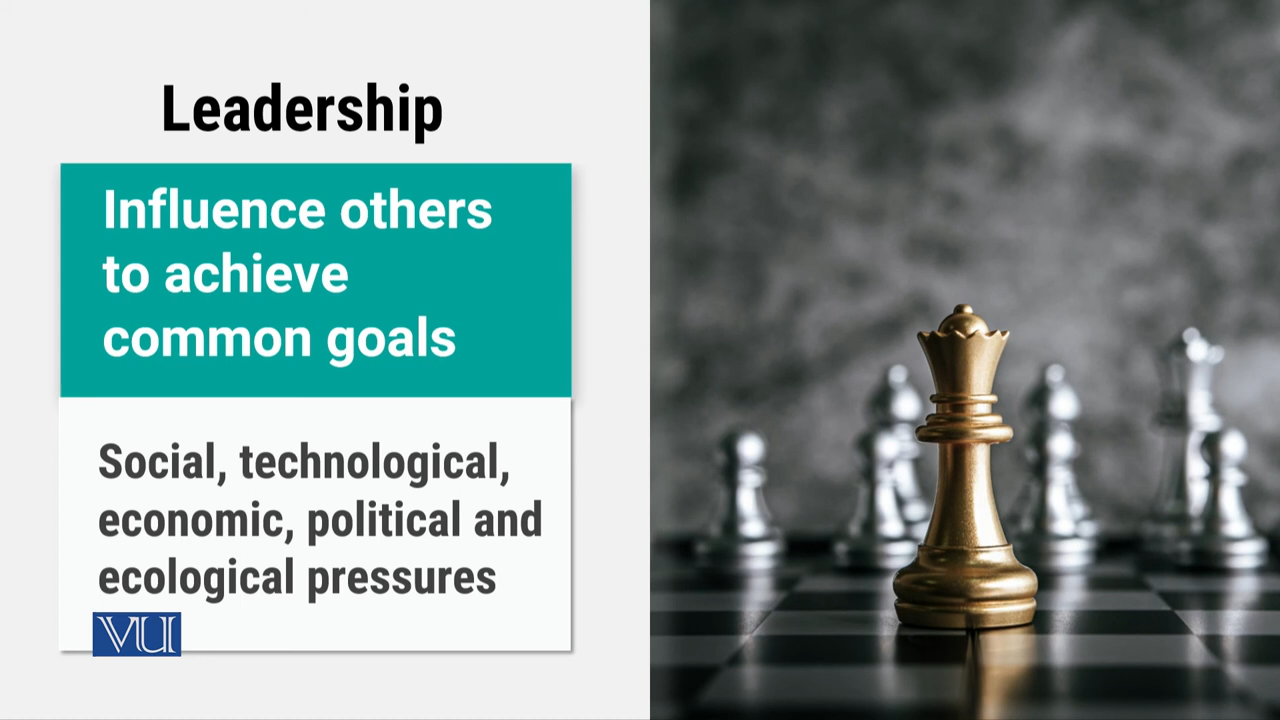 Leadership
Influence others
to achieve
common goals
Social, technological,
economic, political and
ecological pressures
VU